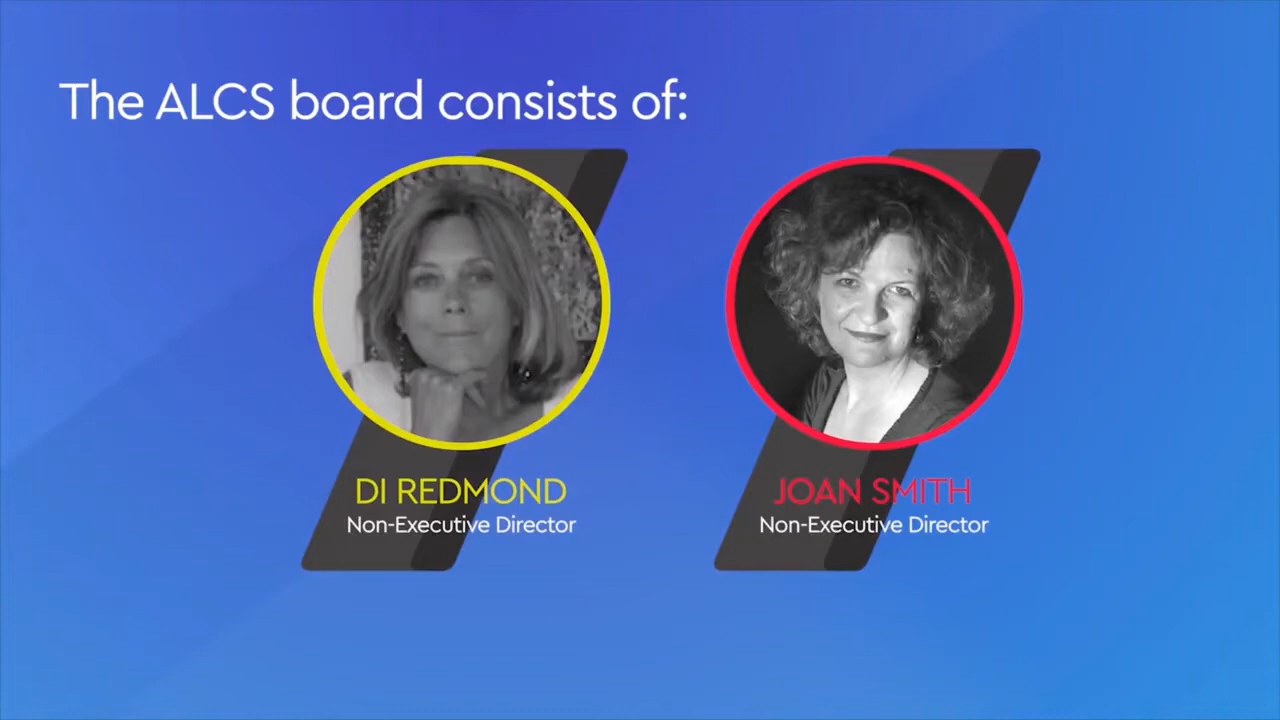 The ALCS board consists of:
DI REDMOND
Non-Executive Director
JOAN SMITH
Non-Executive Director